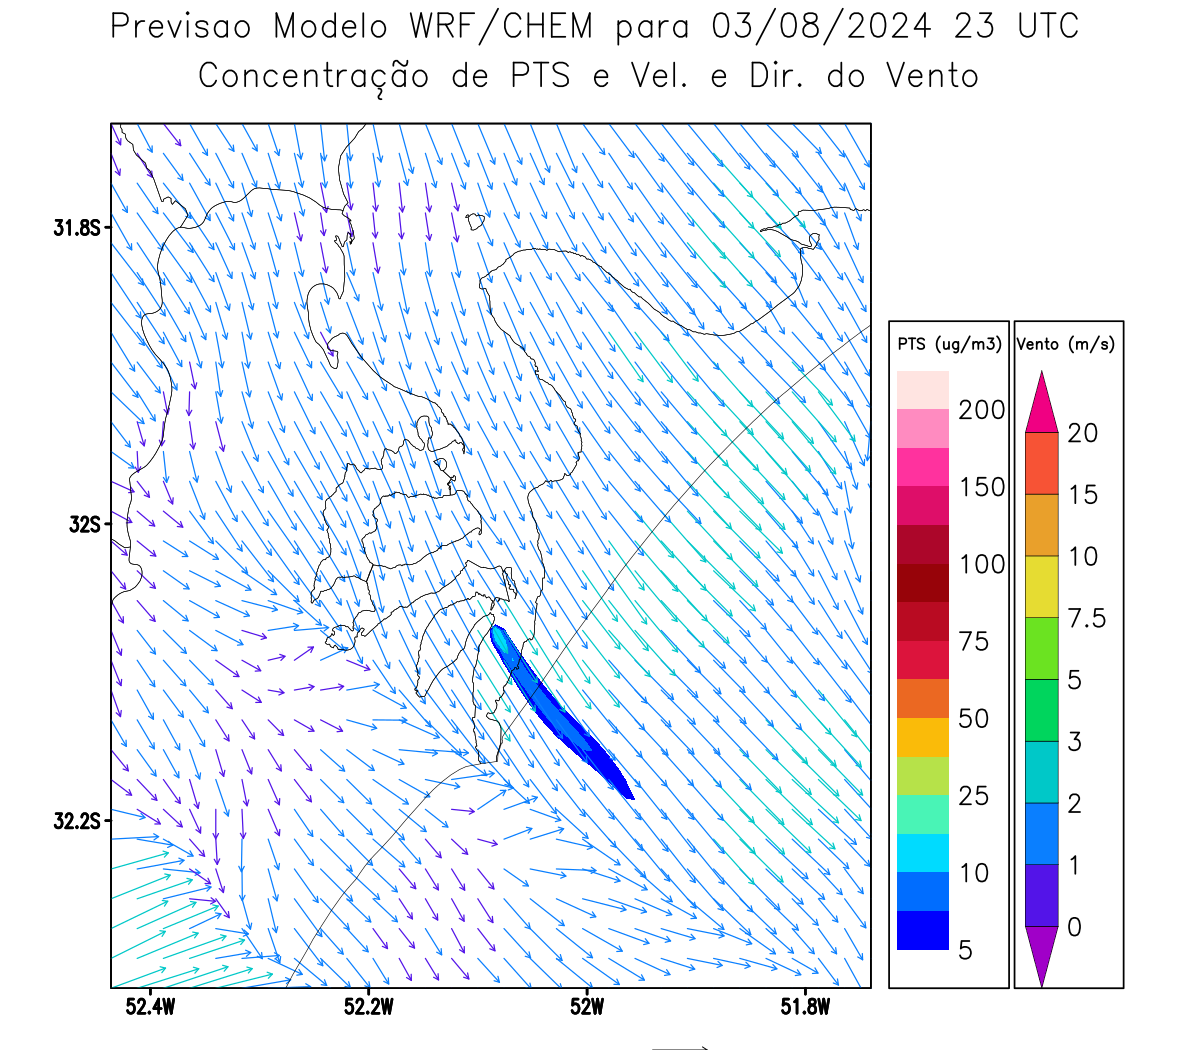 Previsao Modelo WRF/CHEM para 03/08/2024 23 UTC
Concentração de PTS e Vel. e Dir. do Vento
31.8S
32S
32.2S
52.4W
52.2W
52W
51.8W
PTS (ug/m3)
200
150
100
75
50
25
10
5
Vento (m/s)
20
15
10
7.5
5
3
2
1
0